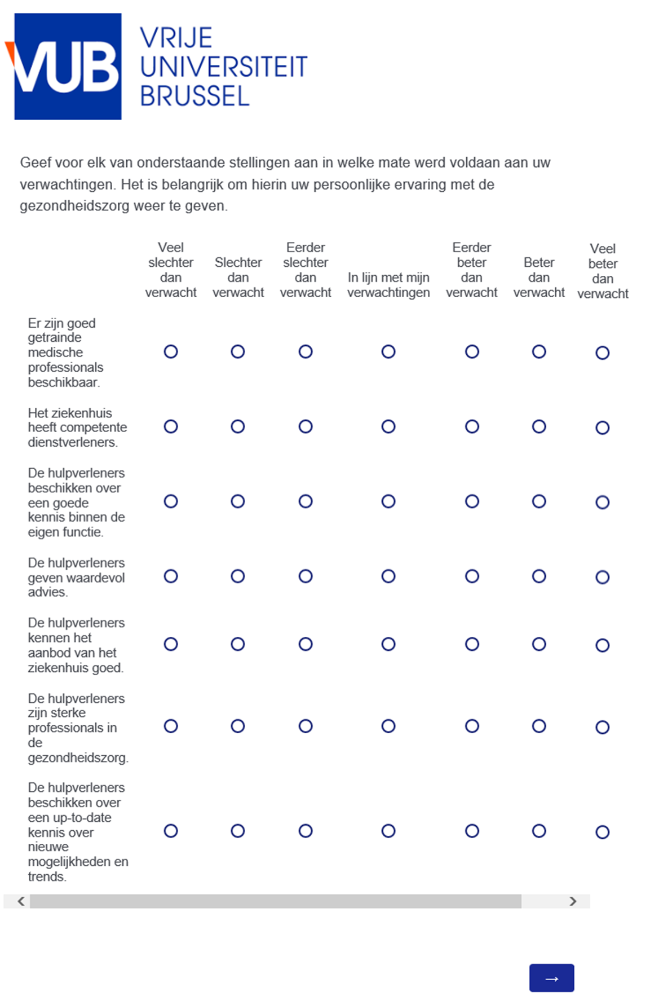 VUB
VRIJE
UNIVERSITEIT
BRUSSEL
Geef voor elk van onderstaande stellingen aan in welke mate werd voldaan aan uw
verwachtingen. Het is belangrijk om hierin uw persoonlijke ervaring met de
gezondheidszorg weer te geven.
Veel
slechter
dan
verwacht
Slechter
dan
verwacht
Eerder
slechter
dan
verwacht
In lijn met mijn
verwachtingen
Eerder
beter
dan
verwacht
Beter
dan
verwacht
Veel
beter
dan
verwacht
Er zijn goed
getrainde
medische
professionals
beschikbaar.
Het ziekenhuis
heeft competente
dienstverleners.
De hulpverleners
beschikken over
een goede
kennis binnen de
eigen functie.
De hulpverleners
geven waardevol
advies.
De hulpverleners
kennen het
aanbod van het
ziekenhuis goed.
De hulpverleners
zijn sterke
professionals in
de
gezondheidszorg.
De hulpverleners
beschikken over
een up-to-date
kennis over
nieuwe
mogelijkheden en
trends.